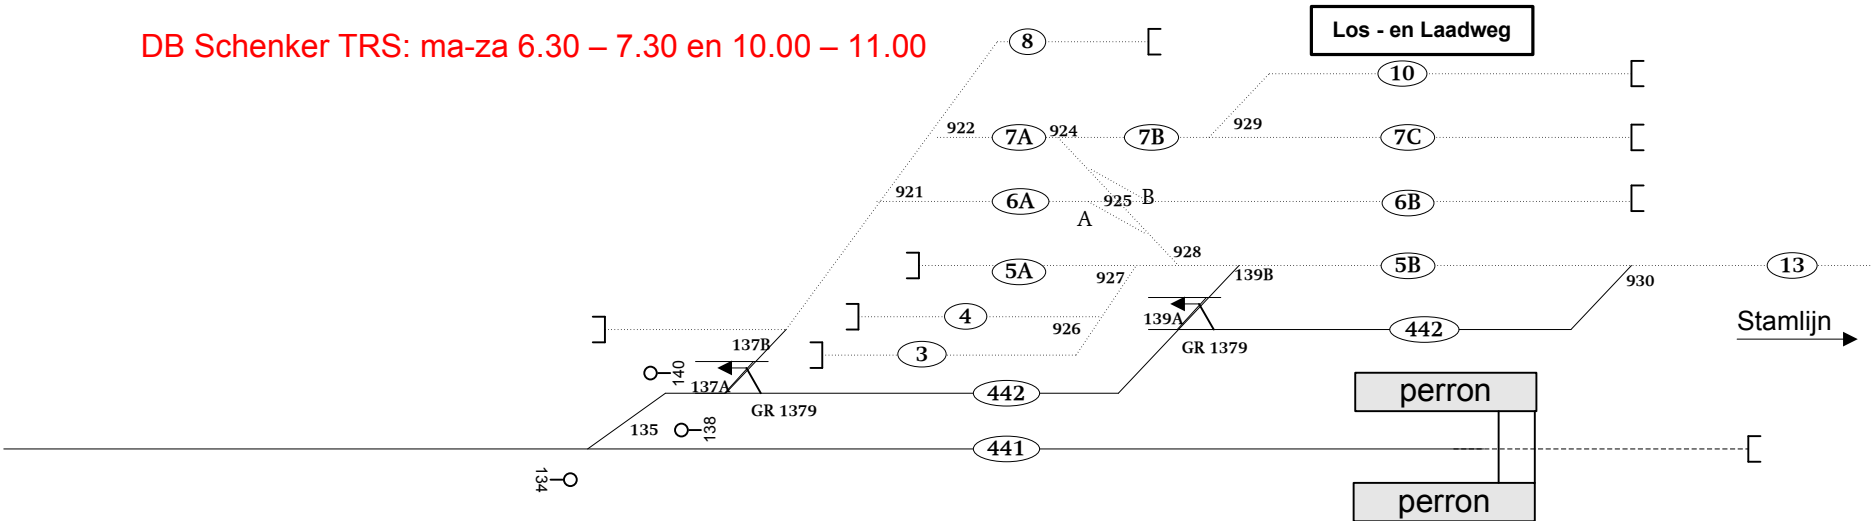 DB Schenker TRS: ma-za 6.30 – 7.30 en 10.00 – 11.00
8
Los - en Laadweg
10
922
7A
924
7B
929
7C
921
6A
925
B
6B
A
928
5A
927
139B
5B
930
13
4
926
139A
442
Stamlijn
137B
3
GR 1379
140
137A
442
GR 1379
perron
135
138
441
134
perron